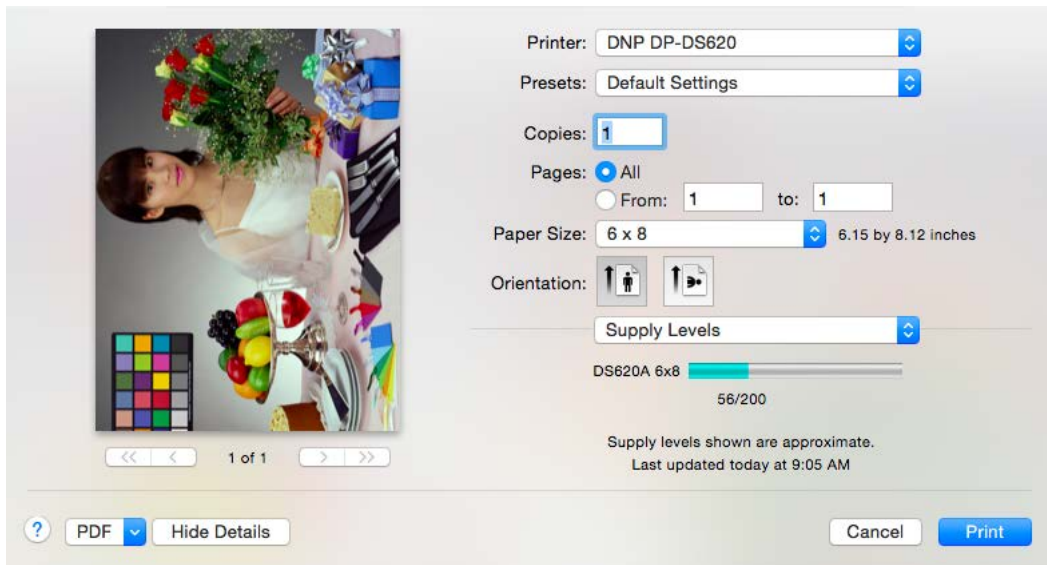 Printer: DNP DP-DS620
Presets: Default Settings
Copies: 1
Pages: All
From: 1 to: 1
Paper Size: 6 x 8 6.15 by 8.12 inches
Orientation:
Supply Levels
DS620A 6x8
56/200
Supply levels shown are approximate.
Last updated today at 9:05 AM
<< < 1 of 1 > >>
? PDF Hide Details Cancel Print